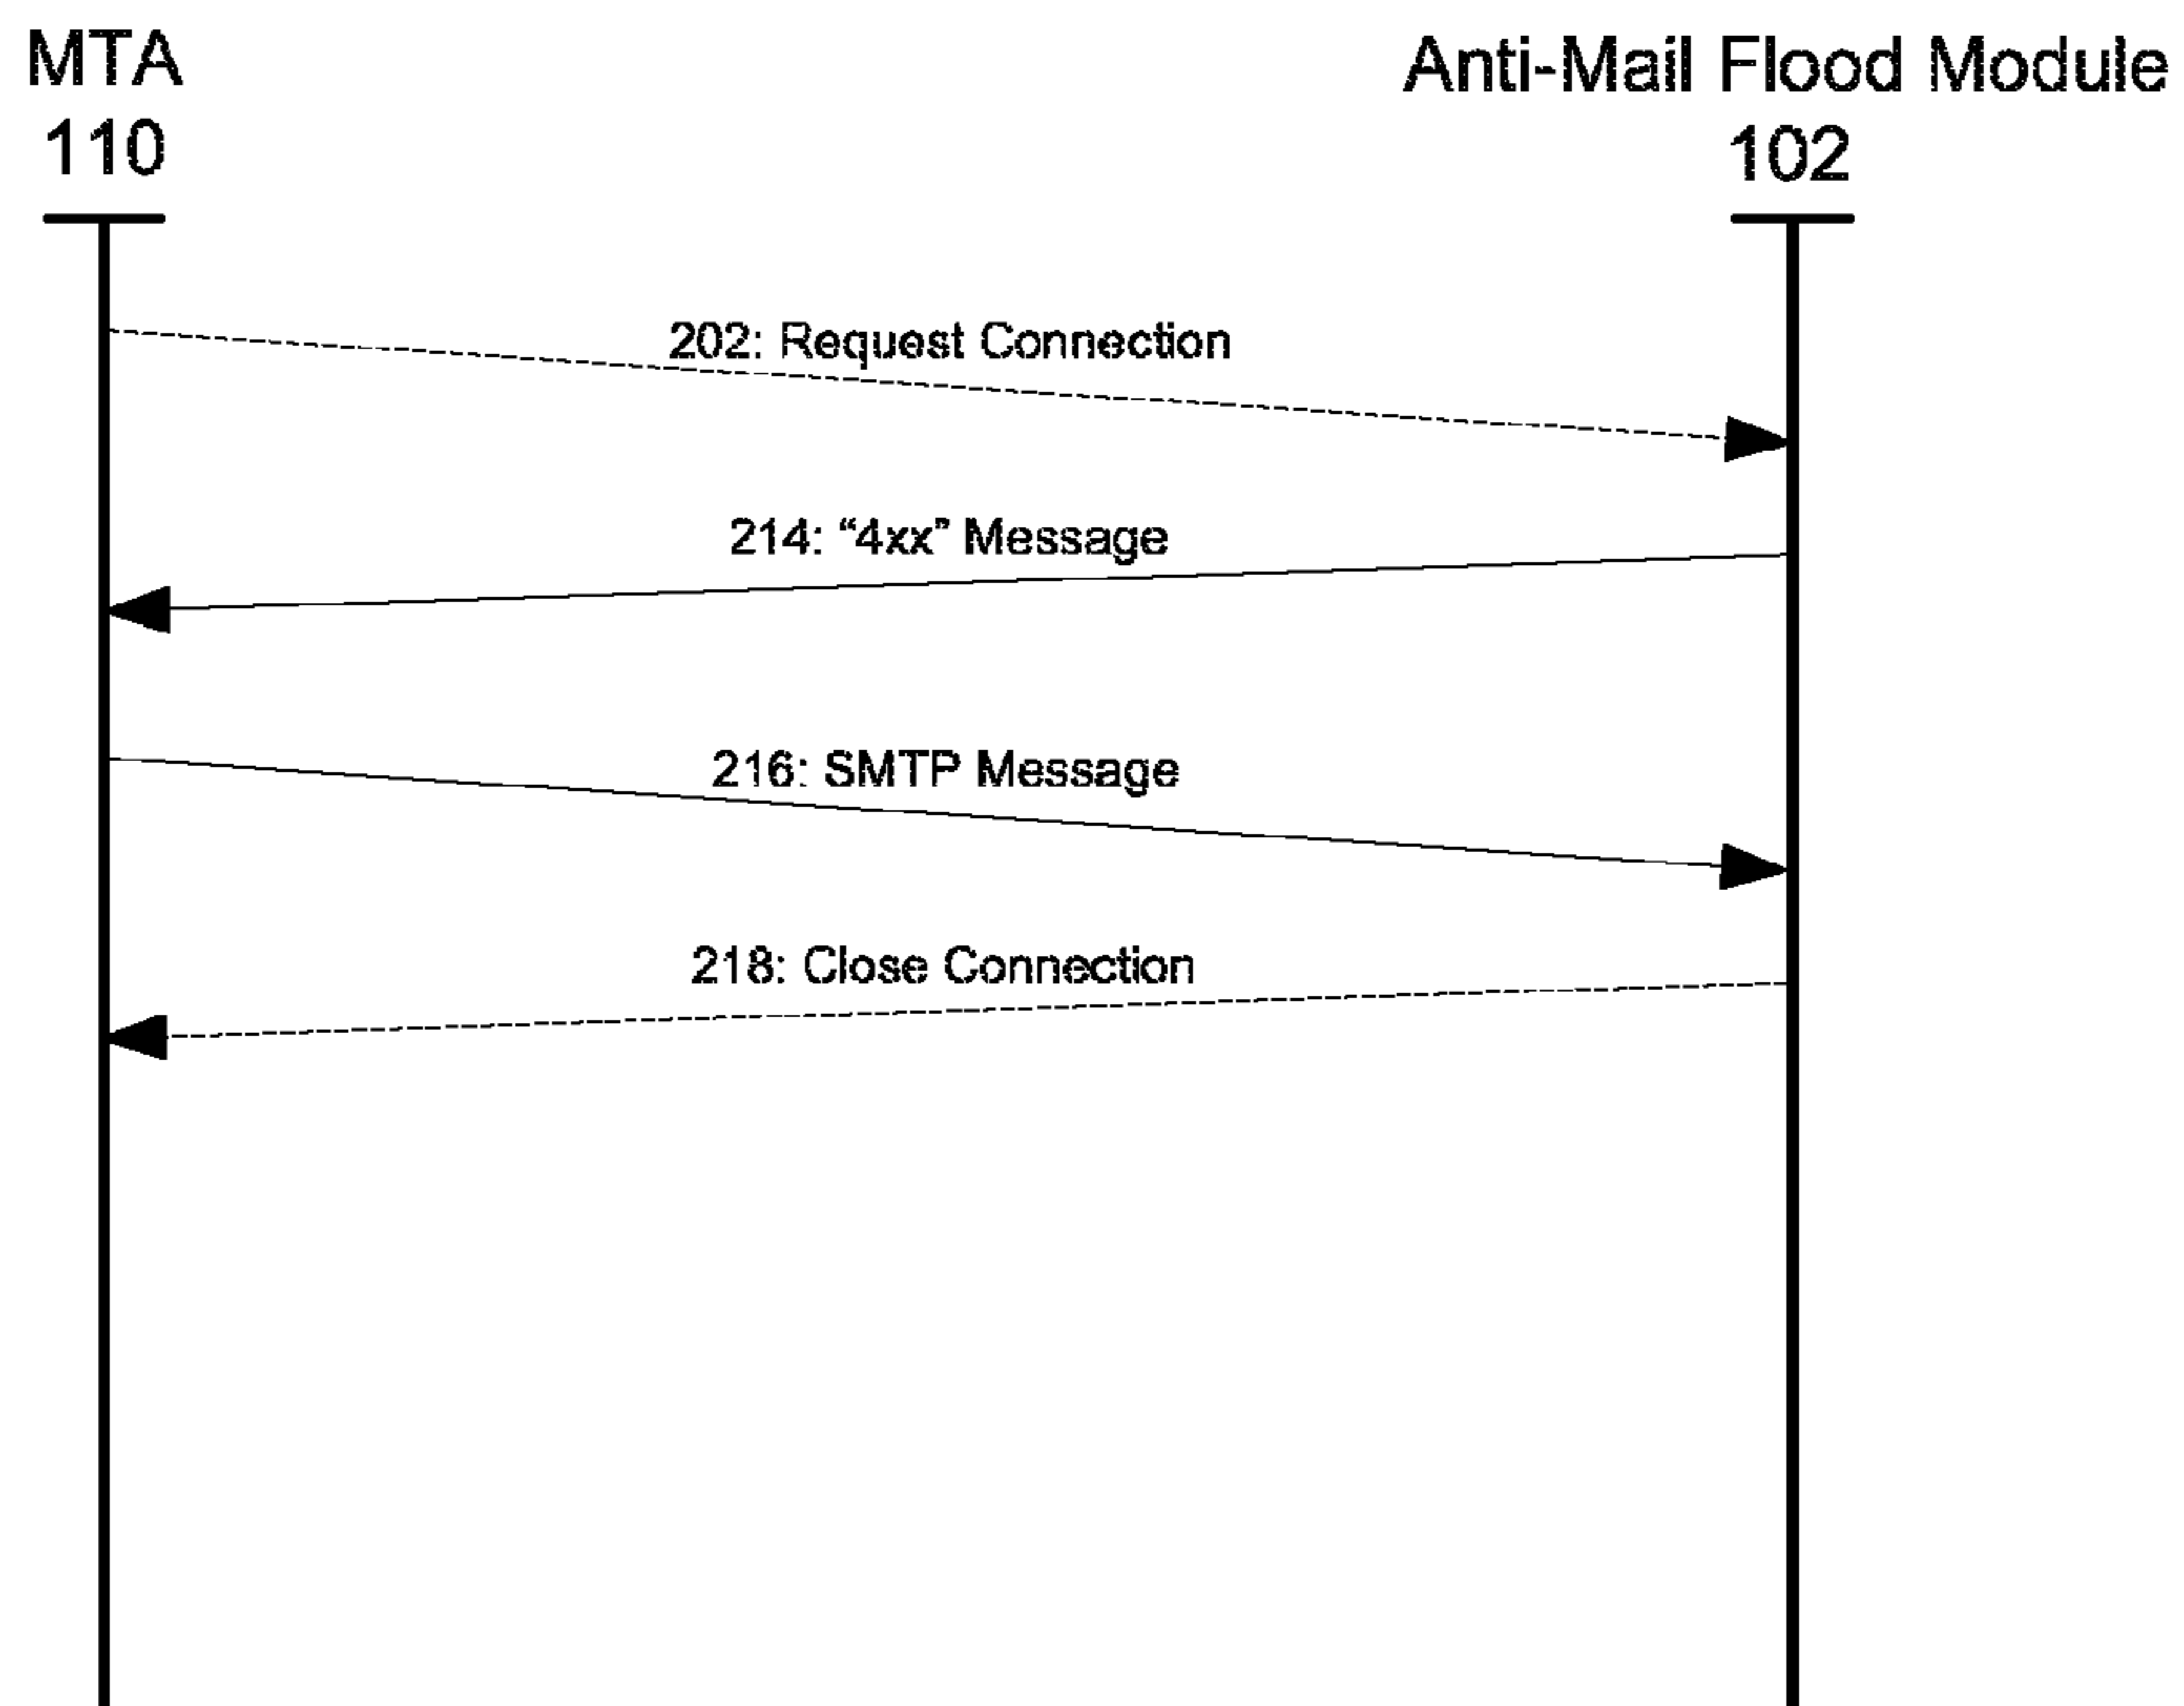 MTA
110
Anti-Mail Flood Module
102
202: Request Connection
214: “4xx” Message
216: SMTP Message
218: Close Connection